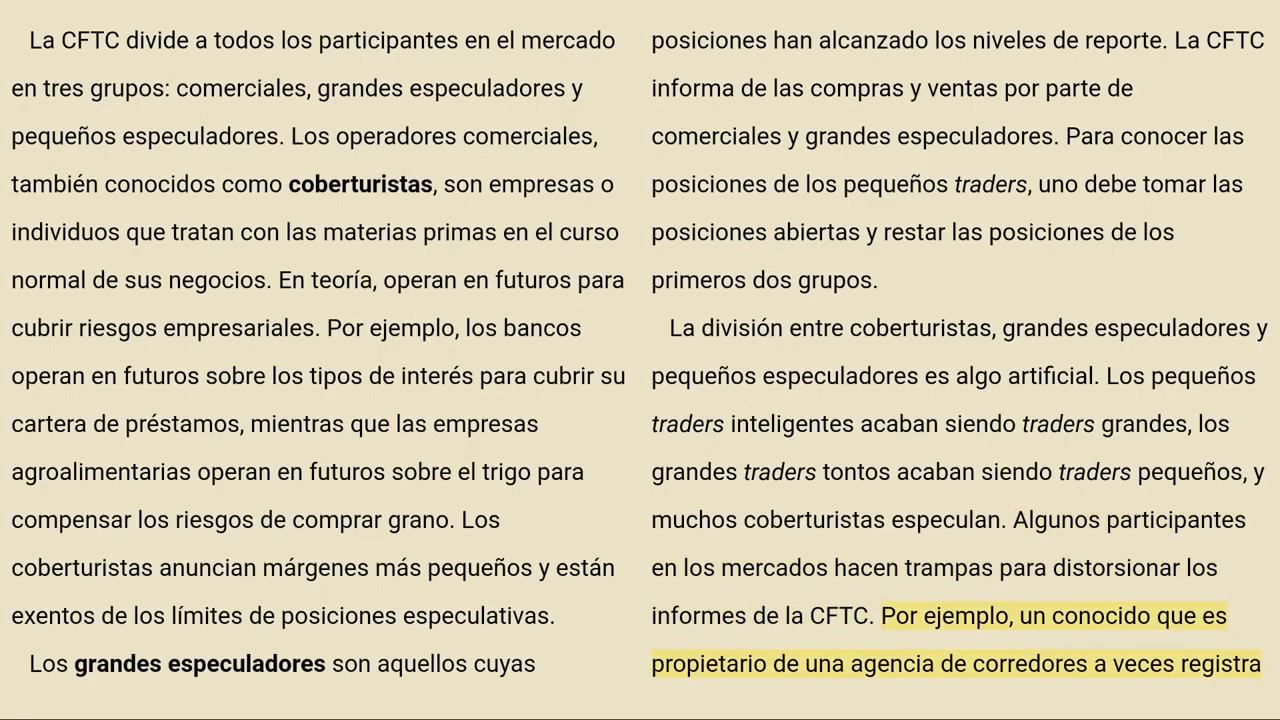 La CFTC divide a todos los participantes en el mercado
en tres grupos: comerciales, grandes especuladores y
pequeños especuladores. Los operadores comerciales,
también conocidos como coberturistas, son empresas o
individuos que tratan con las materias primas en el curso
normal de sus negocios. En teoría, operan en futuros para
cubrir riesgos empresariales. Por ejemplo, los bancos
operan en futuros sobre los tipos de interés para cubrir su
cartera de préstamos, mientras que las empresas
agroalimentarias operan en futuros sobre el trigo para
compensar los riesgos de comprar grano. Los
coberturistas anuncian márgenes más pequeños y están
exentos de los límites de posiciones especulativas.
Los grandes especuladores son aquellos cuyas
posiciones han alcanzado los niveles de reporte. La CFTC
informa de las compras y ventas por parte de
comerciales y grandes especuladores. Para conocer las
posiciones de los pequeños traders, uno debe tomar las
posiciones abiertas y restar las posiciones de los
primeros dos grupos.
La división entre coberturistas, grandes especuladores y
pequeños especuladores es algo artificial. Los pequeños
traders inteligentes acaban siendo traders grandes, los
grandes traders tontos acaban siendo traders pequeños, y
muchos coberturistas especulan. Algunos participantes
en los mercados hacen trampas para distorsionar los
informes de la CFTC. Por ejemplo, un conocido que es
propietario de una agencia de corredores a veces registra